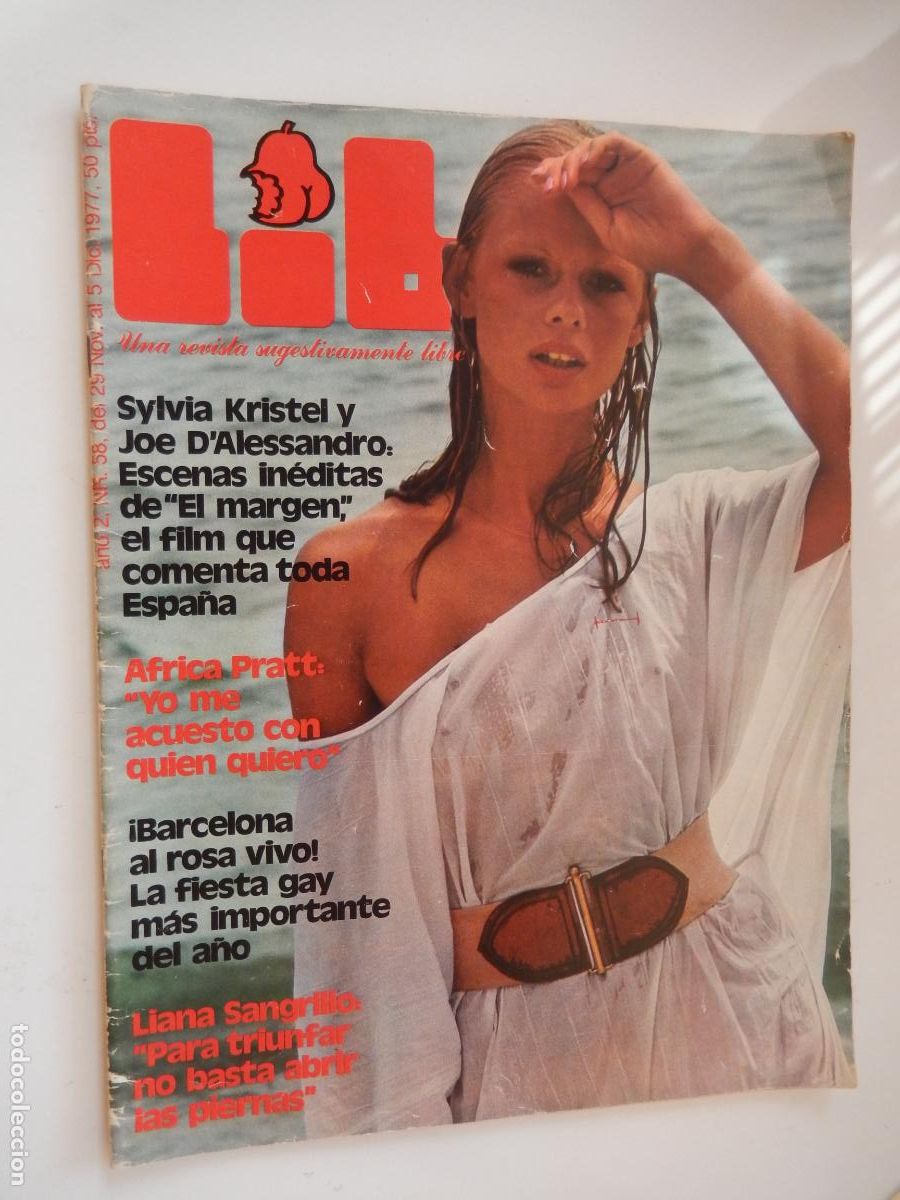 Lib
Una revista sugestivamente libre
año 2, NR. 58, del 29 Nov. al 5 Dic. 1977, 50 pts.
Sylvia Kristel y
Joe D'Alessandro:
Escenas inéditas
de "El margen",
el film que
comenta toda
España
Africa Pratt:
"Yo me
acuesto con
quien quiero"
¡Barcelona
al rosa vivo!
La fiesta gay
más importante
del año
Liana Sangrillo:
"Para triunfar
no basta abrir
las piernas"
todocoleccion